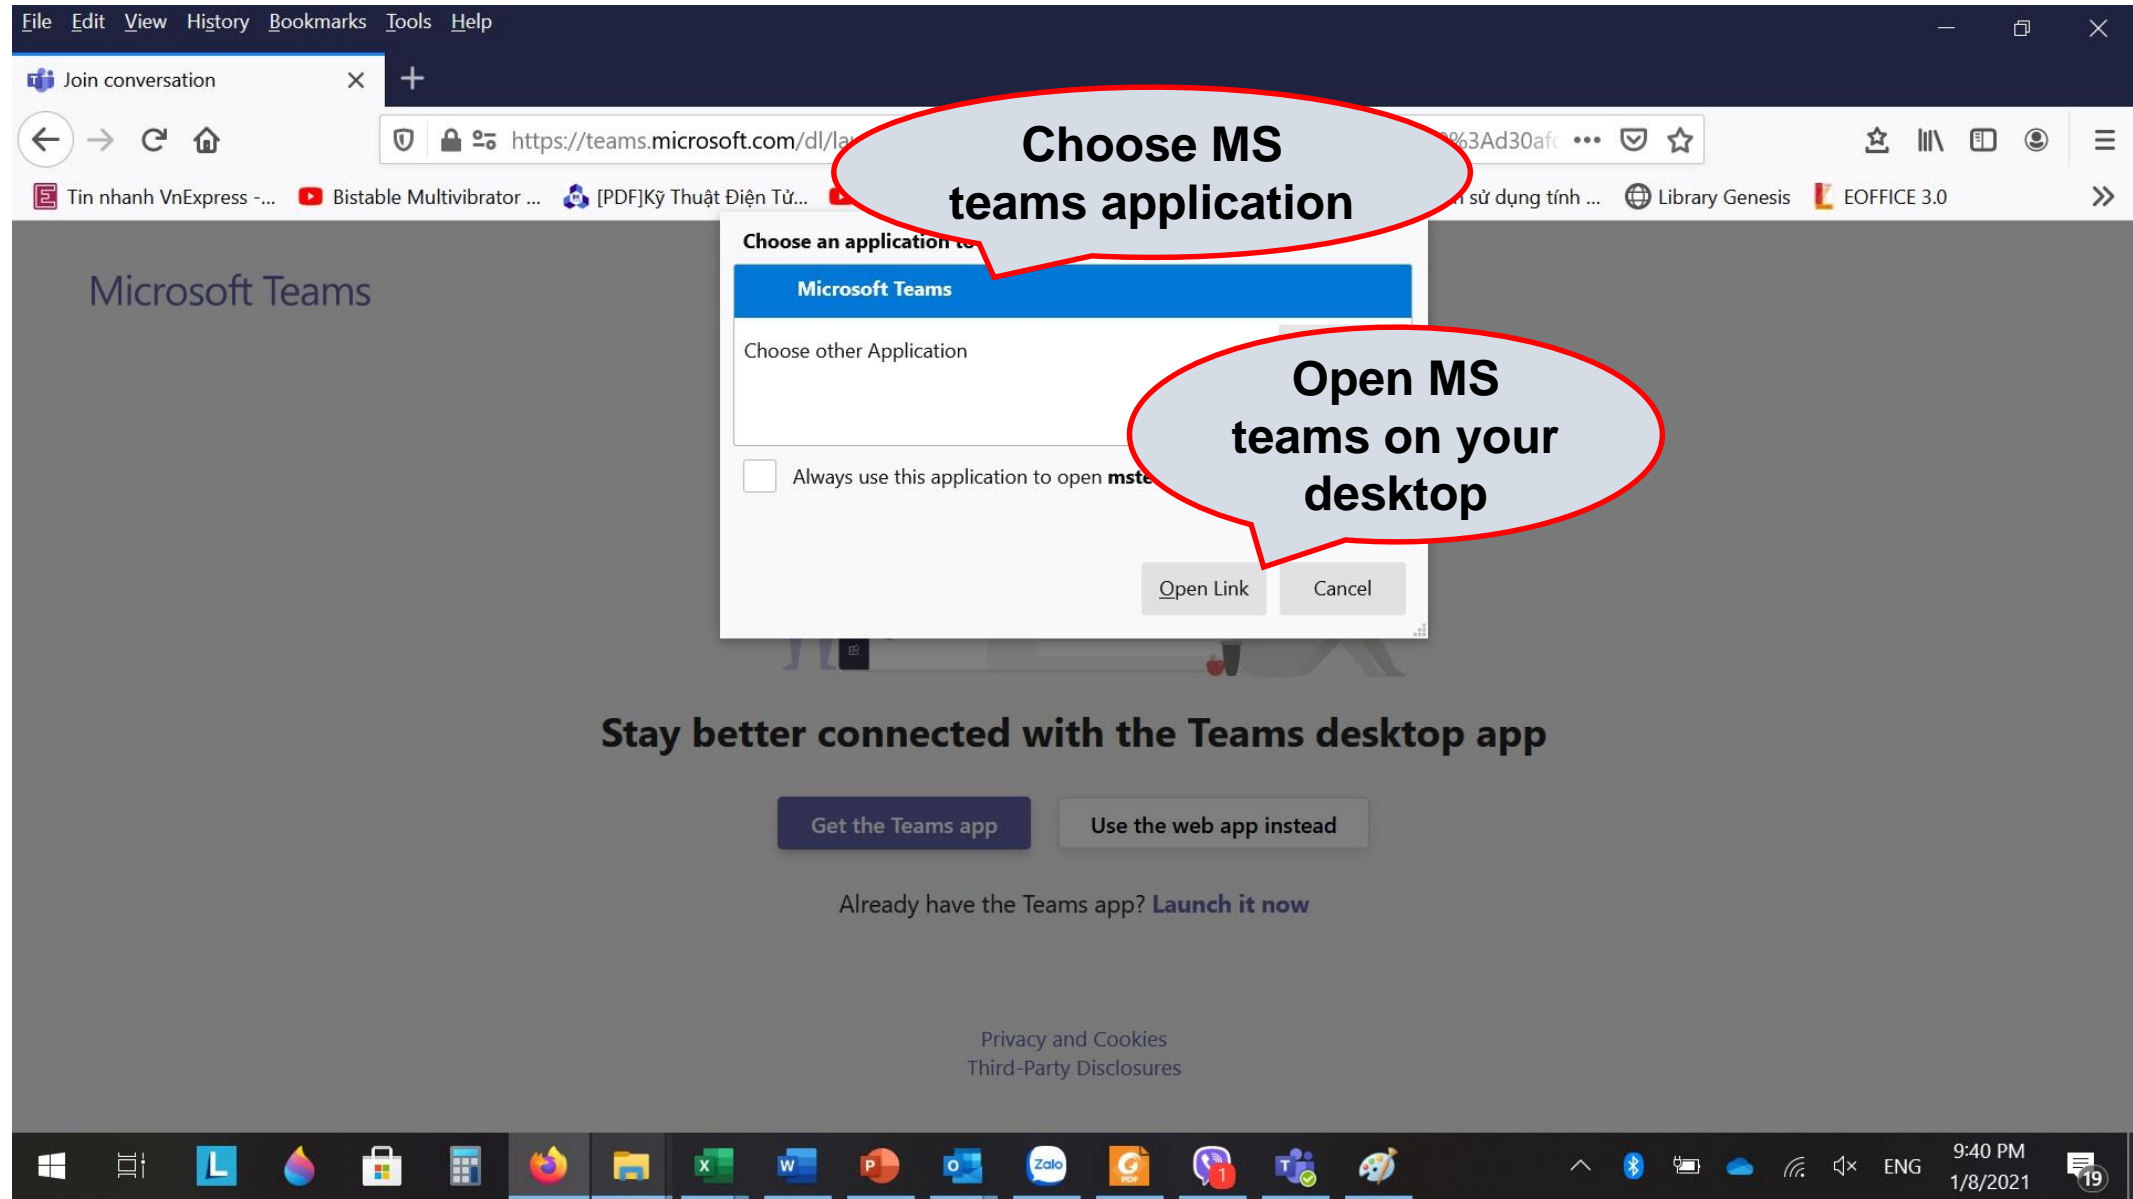 File Edit View History Bookmarks Tools Help
Join conversation
https://teams.microsoft.com/dl/la
%3Ad30af
Tin nhanh VnExpress -... Bistable Multivibrator ... [PDF]Kỹ Thuật Điện Tử... sử dụng tính ... Library Genesis EOFFICE 3.0
Choose MS
teams application
Choose an application to
Microsoft Teams
Microsoft Teams
Choose other Application
Open MS
teams on your
desktop
Always use this application to open mste
Open Link Cancel
Stay better connected with the Teams desktop app
Get the Teams app Use the web app instead
Already have the Teams app? Launch it now
Privacy and Cookies
Third-Party Disclosures
Zalo
PDF
1
ENG
9:40 PM
1/8/2021
19